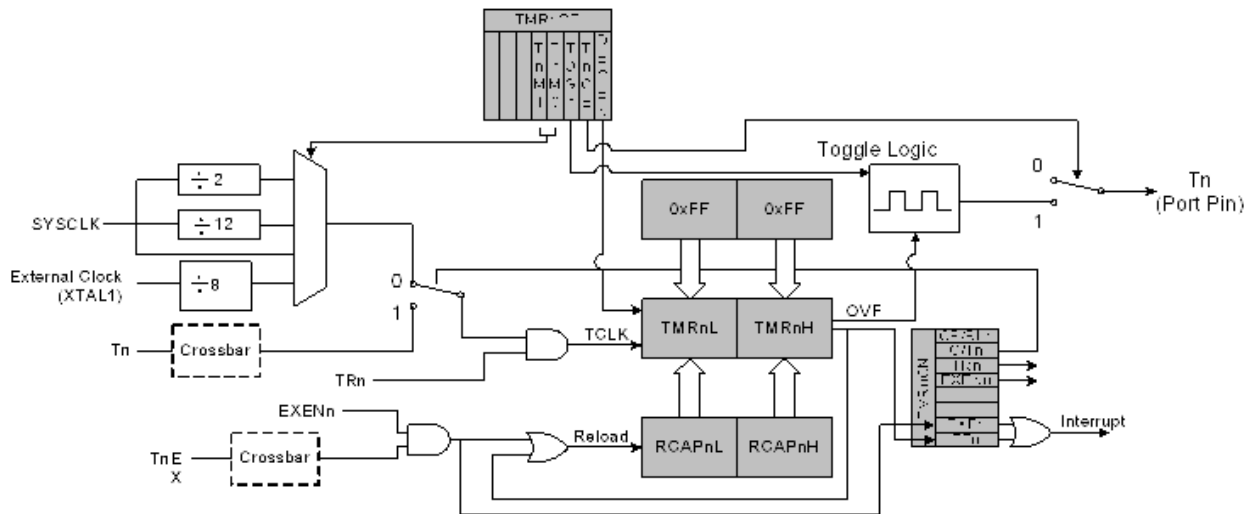 Toggle Logic
÷ 2
0
Tn
(Port Pin)
0xFF
0xFF
SYSCLK
÷ 12
1
External Clock
(XTAL1)
÷8
0
1
OVF
TMRnL
TMRnH
Tn
Crossbar
TCLK
TRn
EXENn
Interrupt
Reload
RCAPnL
RCAPnH
TnE
X
Crossbar